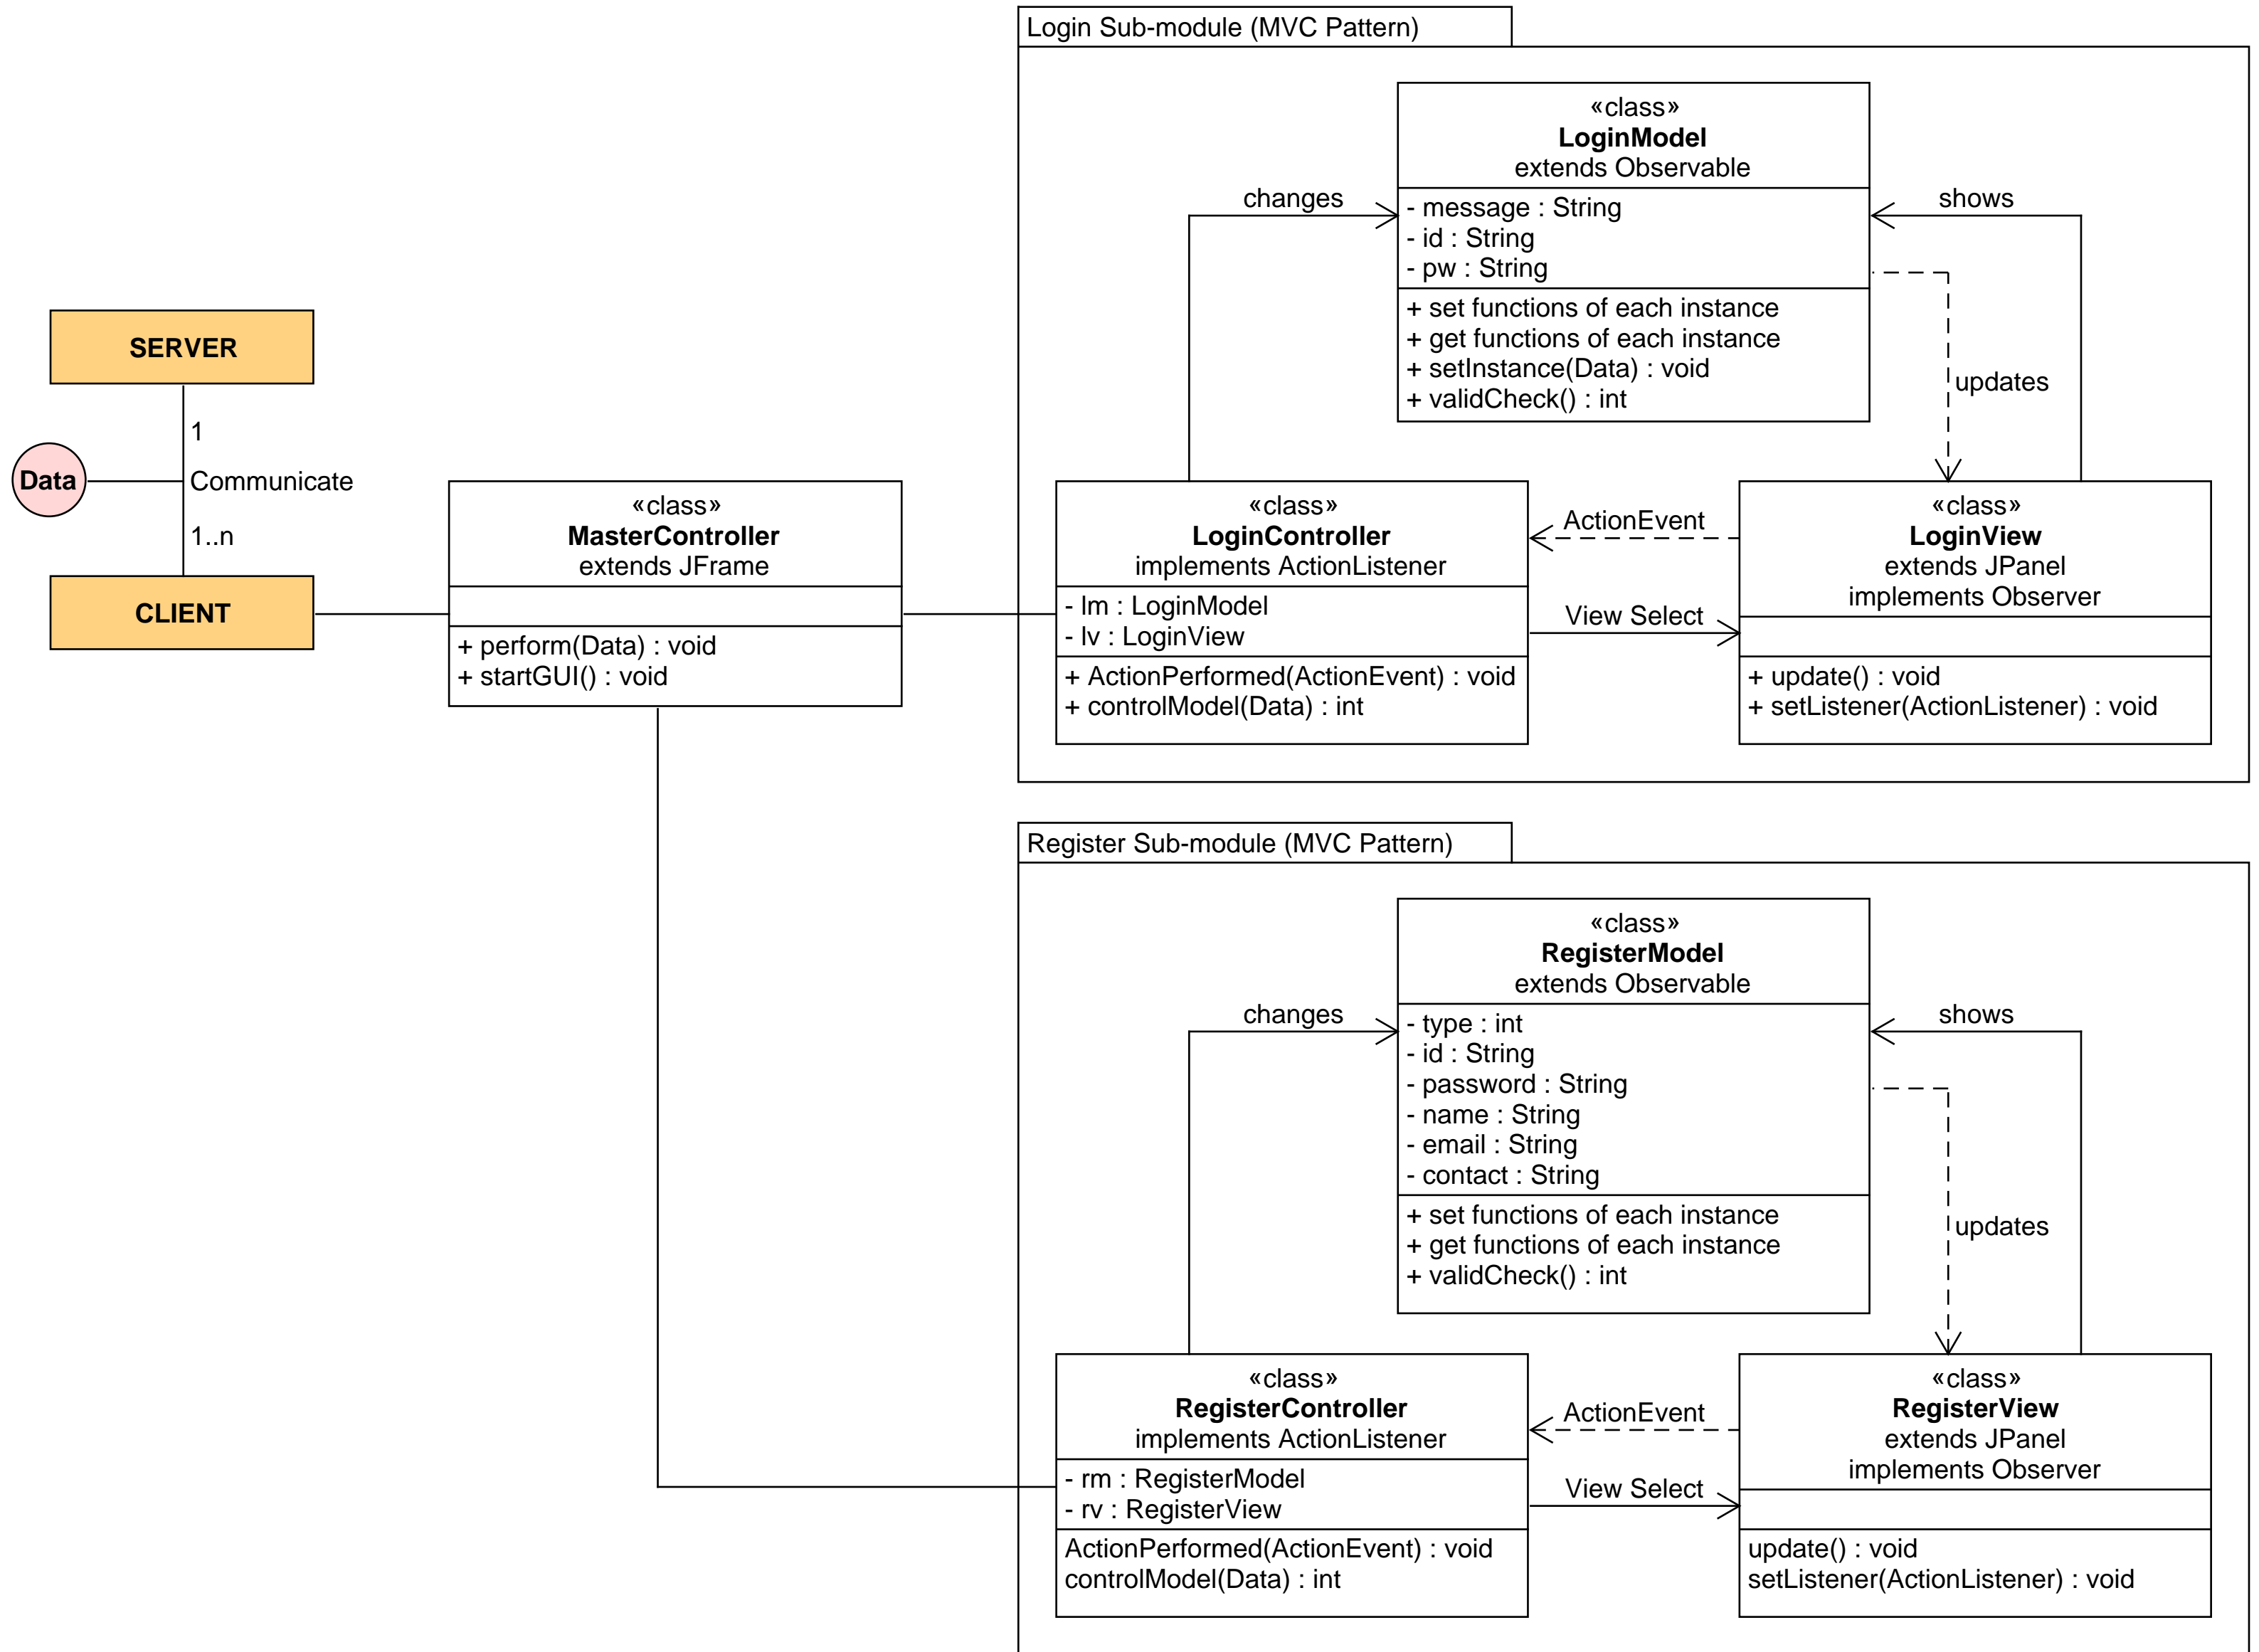 Login Sub-module (MVC Pattern)
«class»
LoginModel
extends Observable
- message : String
- id : String
- pw : String
+ set functions of each instance
+ get functions of each instance
+ setInstance(Data) : void
+ validCheck() : int
changes
shows
updates
SERVER
1
Data
Communicate
1..n
CLIENT
«class»
MasterController
extends JFrame
+ perform(Data) : void
+ startGUI() : void
«class»
LoginController
implements ActionListener
- lm : LoginModel
- lv : LoginView
+ ActionPerformed(ActionEvent) : void
+ controlModel(Data) : int
ActionEvent
View Select
«class»
LoginView
extends JPanel
implements Observer
+ update() : void
+ setListener(ActionListener) : void
Register Sub-module (MVC Pattern)
«class»
RegisterModel
extends Observable
- type : int
- id : String
- password : String
- name : String
- email : String
- contact : String
+ set functions of each instance
+ get functions of each instance
+ validCheck() : int
changes
shows
updates
«class»
RegisterController
implements ActionListener
- rm : RegisterModel
- rv : RegisterView
ActionPerformed(ActionEvent) : void
controlModel(Data) : int
ActionEvent
View Select
«class»
RegisterView
extends JPanel
implements Observer
update() : void
setListener(ActionListener) : void